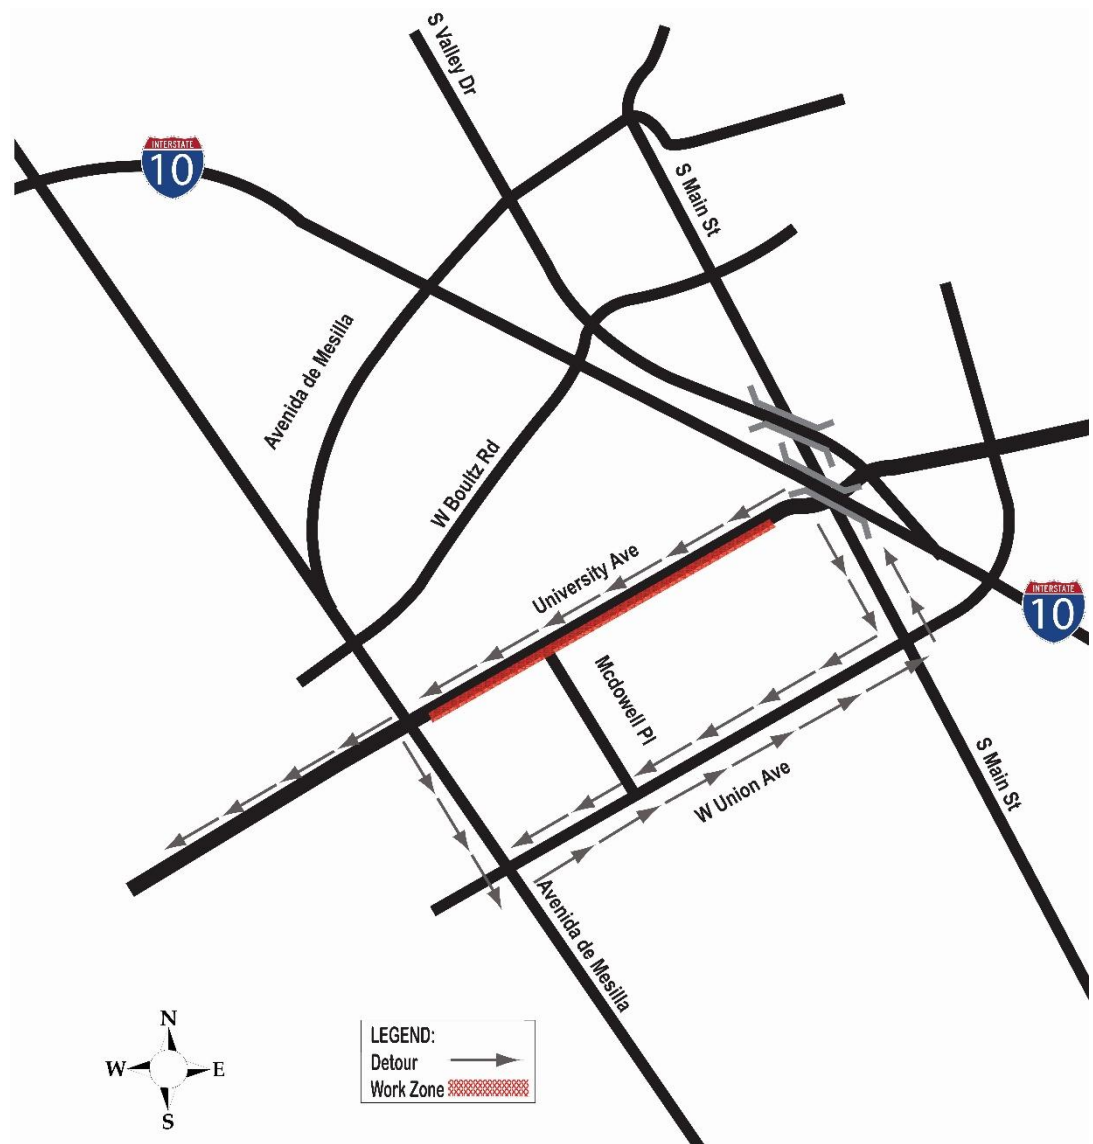 S Valley Dr
INTERSTATE
10
S Main St
Avenida de Mesilla
W Boultz Rd
University Ave
INTERSTATE
10
Mcdowell Pl
S Main St
W Union Ave
Avenida de Mesilla
N
W
E
S
LEGEND:
Detour
Work Zone